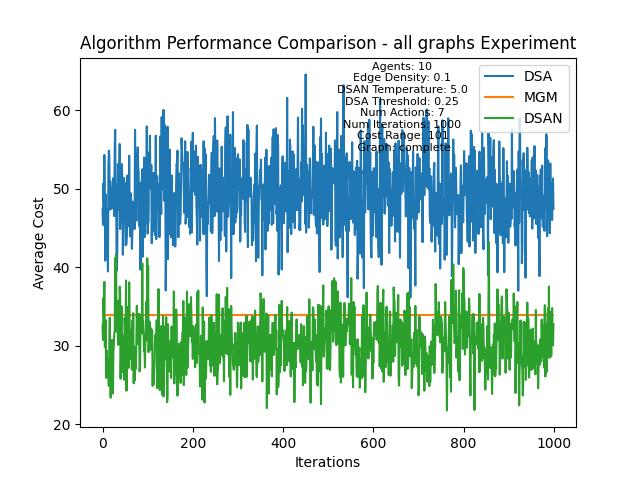 Algorithm Performance Comparison - all graphs Experiment
Agents: 10
Edge Density: 0.1
DSAN Temperature: 5.0
DSA Threshold: 0.25
Num Actions: 7
Num Iterations: 1000
Cost Range: 101
Graph: complete
DSA
MGM
DSAN
Average Cost
60
50
40
30
20
0
200
400
600
800
1000
Iterations